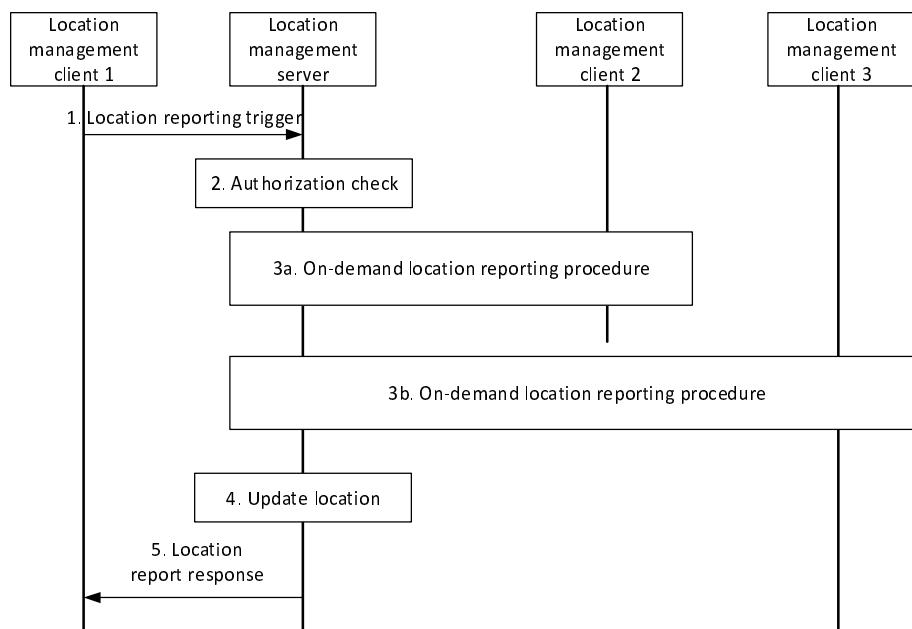 Location
management
client 1
Location
management
server
Location
management
client 2
Location
management
client 3
1. Location reporting trigger
2. Authorization check
3a. On-demand location reporting procedure
3b. On-demand location reporting procedure
4. Update location
5. Location
report response